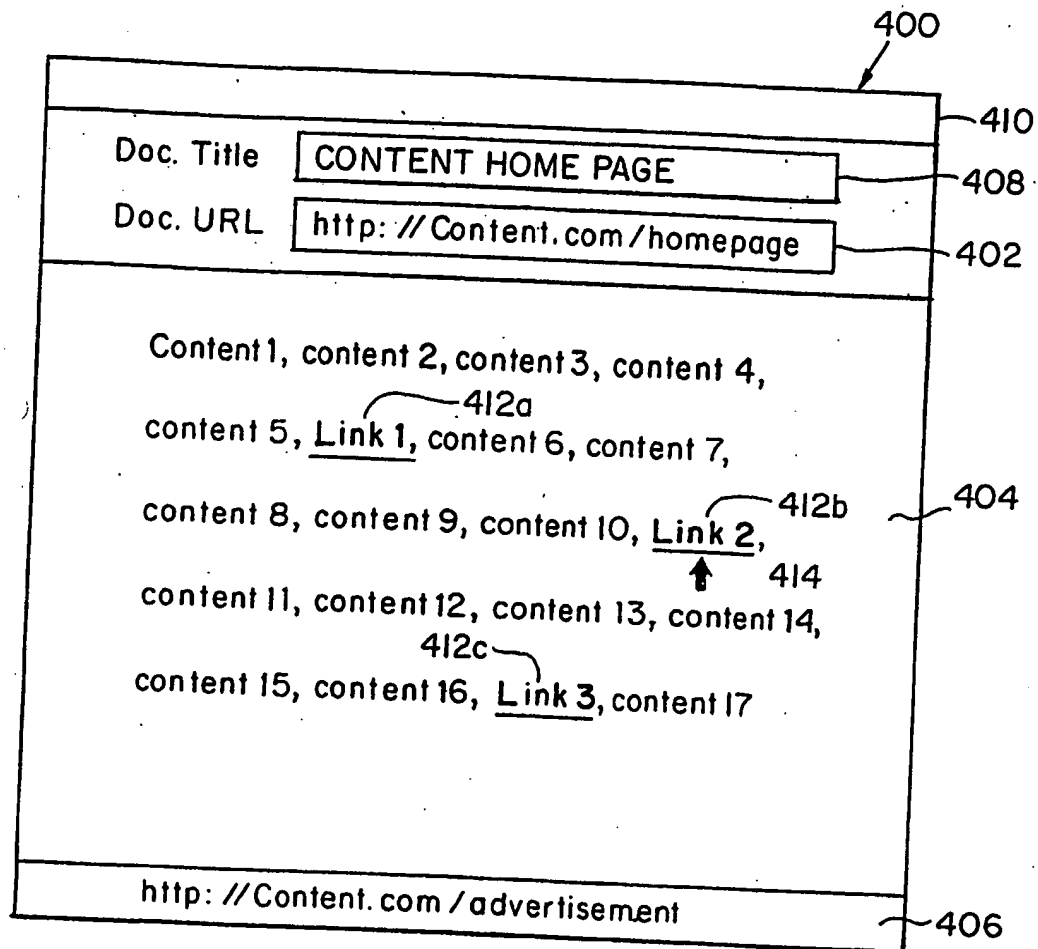 400
410
Doc. Title CONTENT HOME PAGE 408
Doc. URL http://Content.com/homepage 402
Content 1, content 2, content 3, content 4,
412a
content 5, Link 1, content 6, content 7,
412b 404
content 8, content 9, content 10, Link 2,
414
content 11, content 12, content 13, content 14,
412c
content 15, content 16, Link 3, content 17
http://Content.com/advertisement 406